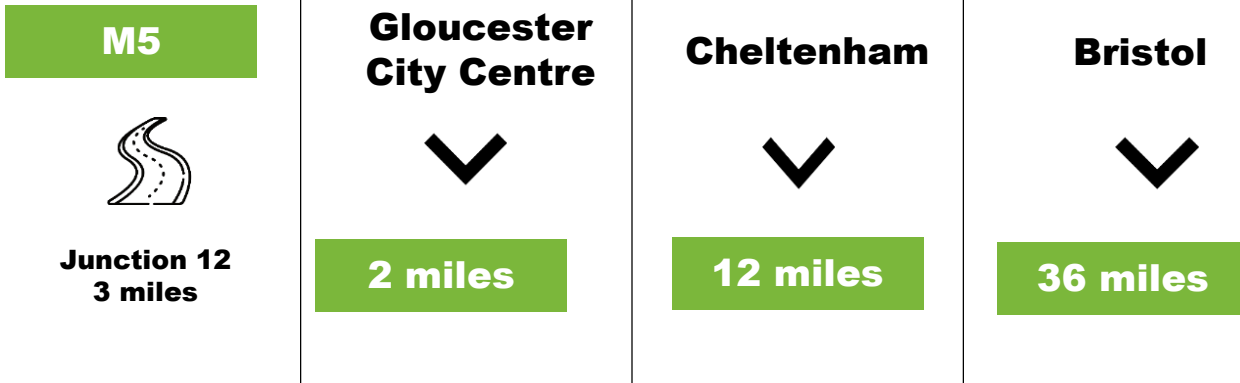 M5
Junction 12
3 miles
Gloucester
City Centre
2 miles
Cheltenham
12 miles
Bristol
36 miles